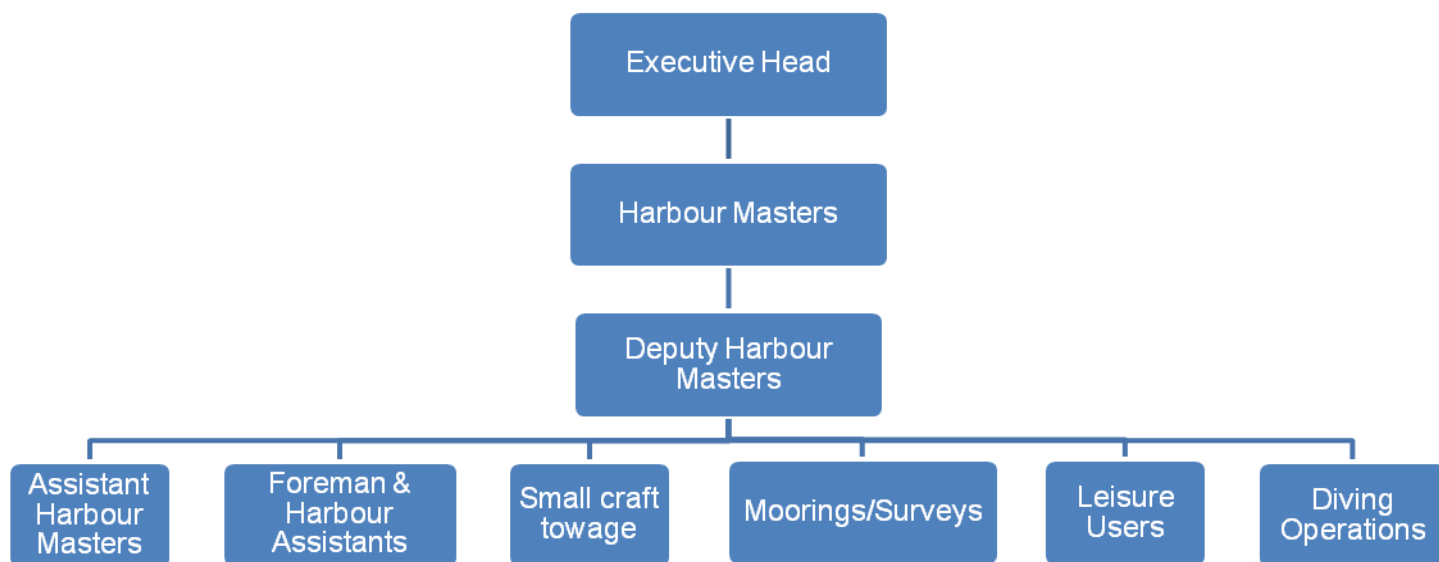 Executive Head
Harbour Masters
Deputy Harbour
Masters
Assistant
Harbour
Masters
Foreman &
Harbour
Assistants
Small craft
towage
Moorings/Surveys
Leisure
Users
Diving
Operations